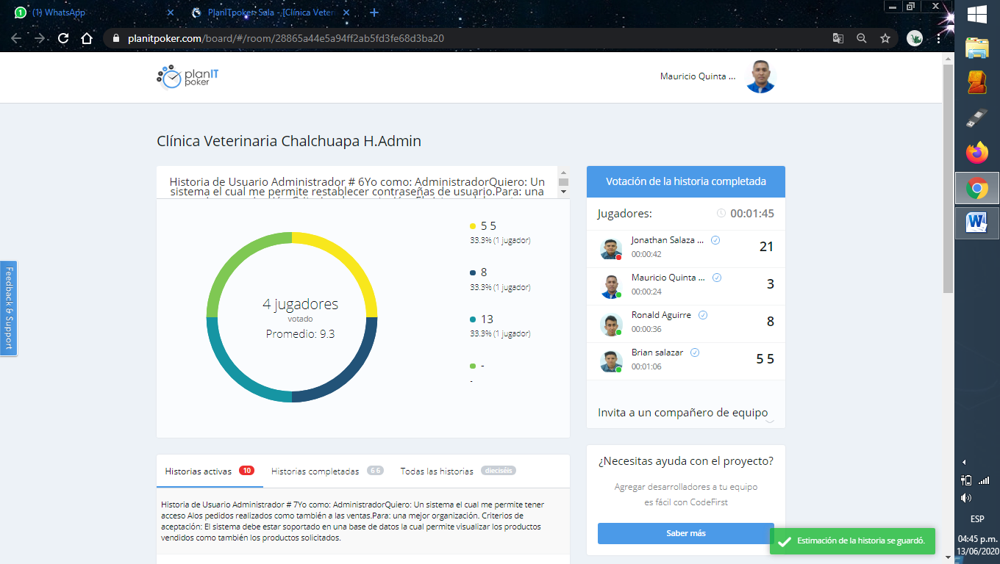 (1) WhatsApp
PlanITpoker: Sala - [Clínica Veter
planitpoker.com/board/#/room/28865a44e5a94ff2ab5fd3fe68d3ba20
planIT
poker
Mauricio Quinta ...
Clínica Veterinaria Chalchuapa H.Admin
Historia de Usuario Administrador # 6Yo como: AdministradorQuiero: Un
sistema el cual me permite restablecer contraseñas de usuario.Para: una
4 jugadores
votado
Promedio: 9.3
5 5
33.3% (1 jugador)
8
33.3% (1 jugador)
13
33.3% (1 jugador)
-
-
Votación de la historia completada
Jugadores:
00:01:45
Jonathan Salaza ...
00:00:42
21
Mauricio Quinta ...
00:00:24
3
Ronald Aguirre
00:00:36
8
Brian salazar
00:01:06
5 5
Invita a un compañero de equipo
Feedback & Support
Historias activas 10
Historias completadas 6 6
Todas las historias dieciséis
Historia de Usuario Administrador # 7Yo como: AdministradorQuiero: Un sistema el cual me permite tener
acceso Alos pedidos realizados como también a las ventas.Para: una mejor organización. Criterios de
aceptación: El sistema debe estar soportado en una base de datos la cual permite visualizar los productos
vendidos como también los productos solicitados.
¿Necesitas ayuda con el proyecto?
Agregar desarrolladores a tu equipo
es fácil con CodeFirst
Saber más
Estimación de la historia se guardó.
ESP
04:45 p.m.
13/06/2020